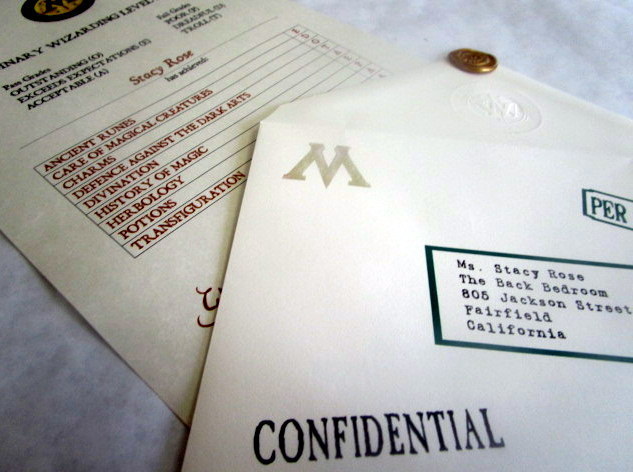 INARY WIZARDING LEVEL
Pass Grades
OUTSTANDING (O)
EXCEEDS EXPECTATIONS (E)
ACCEPTABLE (A)
Fail Grades
POOR (P)
DREADFUL (D)
TROLL (T)
Stacy Rose
has achieved:
ANCIENT RUNES
CARE OF MAGICAL CREATURES
CHARMS
DEFENCE AGAINST THE DARK ARTS
DIVINATION
HISTORY OF MAGIC
HERBOLOGY
POTIONS
TRANSFIGURATION
M
PER
Ms. Stacy Rose
The Back Bedroom
805 Jackson Street
Fairfield
California
CONFIDENTIAL